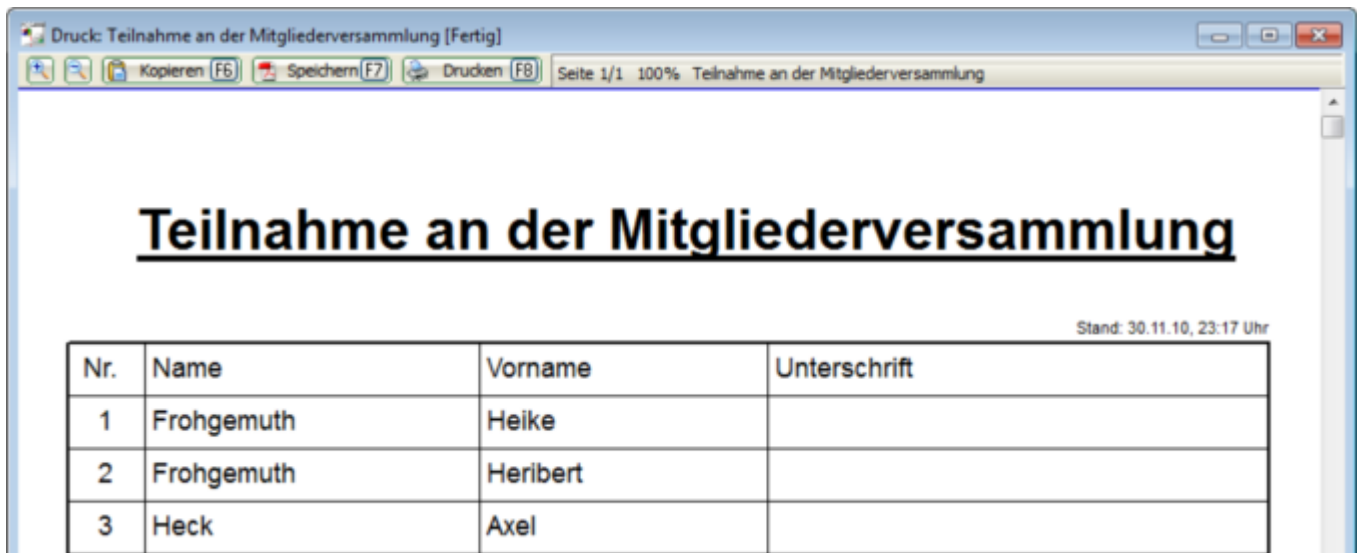 Druck: Teilnahme an der Mitgliederversammlung [Fertig]
Kopieren F6 Speichern F7 Drucken F8 Seite 1/1 100% Teilnahme an der Mitgliederversammlung
Teilnahme an der Mitgliederversammlung
Stand: 30.11.10, 23:17 Uhr
Nr. Name Vorname Unterschrift
1 Frohgemuth Heike
2 Frohgemuth Heribert
3 Heck Axel